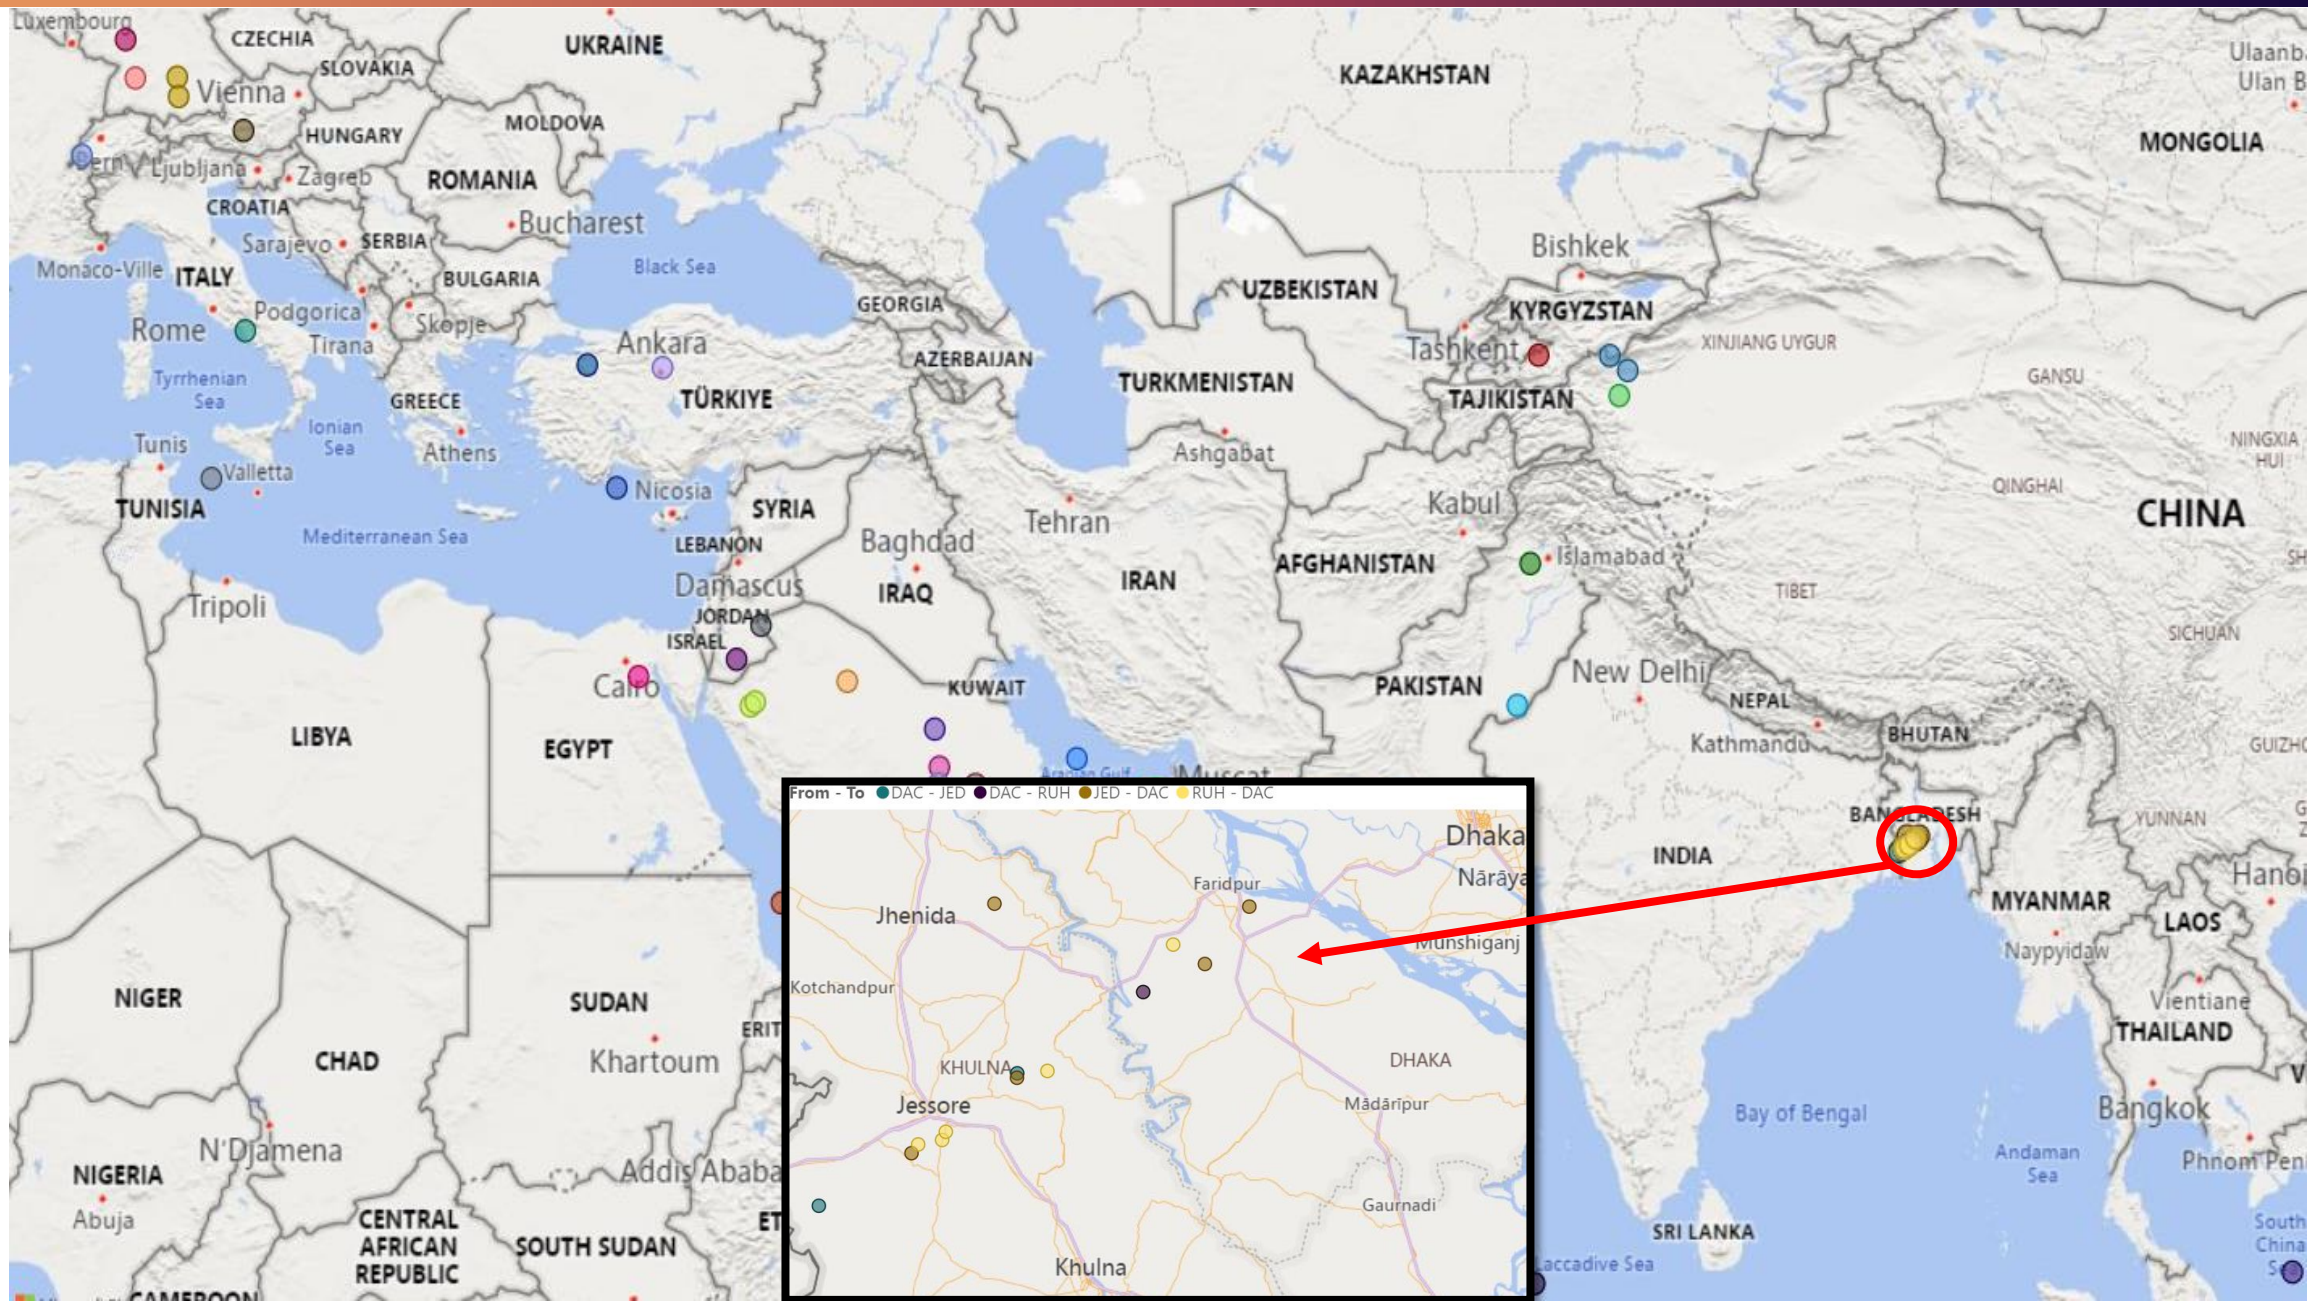 Luxembourg
CZECHIA
UKRAINE
SLOVAKIA
Vienna
KAZAKHSTAN
MONGOLIA
HUNGARY
MOLDOVA
Ljubljana
Zagreb
ROMANIA
CROATIA
Bucharest
Sarajevo
SERBIA
Monaco-Ville
ITALY
BULGARIA
Black Sea
Bishkek
GEORGIA
UZBEKISTAN
KYRGYZSTAN
Podgorica
Rome
Skopje
Tirana
Ankara
AZERBAIJAN
Tashkent
XINJIANG UYGUR
Tyrrhenian
Sea
TURKMENISTAN
GANSU
GREECE
TÜRKIYE
TAJIKISTAN
Ionian
Sea
Tunis
Athens
Ashgabat
NINGXIA
HUI
Valletta
Nicosia
QINGHAI
TUNISIA
SYRIA
Kabul
CHINA
Tehran
Mediterranean Sea
LEBANON
Baghdad
AFGHANISTAN
Islamabad
Damascus
IRAN
IRAQ
TIBET
Tripoli
JORDAN
ISRAEL
SICHUAN
Cairo
KUWAIT
PAKISTAN
New Delhi
NEPAL
LIBYA
EGYPT
Kathmandu
BHUTAN
Arabian Gulf
Muscat
BANGLADESH
YUNNAN
INDIA
Hanoi
MYANMAR
LAOS
Naypyidaw
NIGER
SUDAN
Vientiane
THAILAND
CHAD
Khartoum
Bay of Bengal
Bangkok
N'Djamena
Andaman
Sea
NIGERIA
Addis Ababa
Abuja
CENTRAL
AFRICAN
REPUBLIC
SOUTH SUDAN
SRI LANKA
South
China
Laccadive Sea
CAMEROON
From - To DAC - JED DAC - RUH JED - DAC RUH - DAC
Dhaka
Faridpur
Jhenida
Munshiganj
Kotchandpur
KHULNA
DHAKA
Jessore
Mādārīpur
Gaurnadi
Khulna